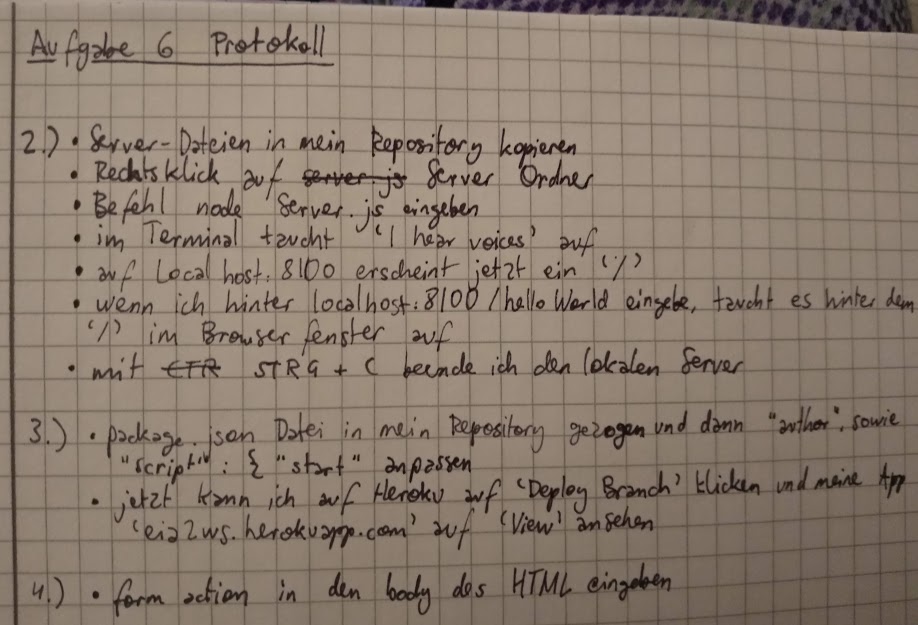 Aufgabe 6 Protokoll
2.) • Server-Dateien in mein Repository kopieren
• Rechtsklick auf server.js Server Ordner
• Befehl node Server.js eingeben
• im Terminal taucht 'I hear voices' auf
• auf Localhost:8100 erscheint jetzt ein '/'
• wenn ich hinter localhost:8100/helloWorld eingebe, taucht es hinter dem
'/' im Browser fenster auf
• mit CTR STRG + C beende ich den lokalen Server
3.) • package.json Datei in mein Repository gezogen und dann "author", sowie
"script": { "start" anpassen
• jetzt kann ich auf Heroku auf 'Deploy Branch' klicken und meine App
'eia2ws.herokuapp.com' auf 'View' ansehen
4.) • form action in den body des HTML eingeben